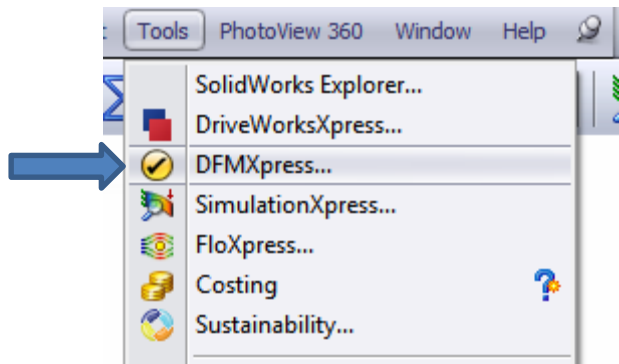 Tools PhotoView 360 Window Help
SolidWorks Explorer...
DriveWorksXpress...
DFMXpress...
SimulationXpress...
FloXpress...
Costing
Sustainability...